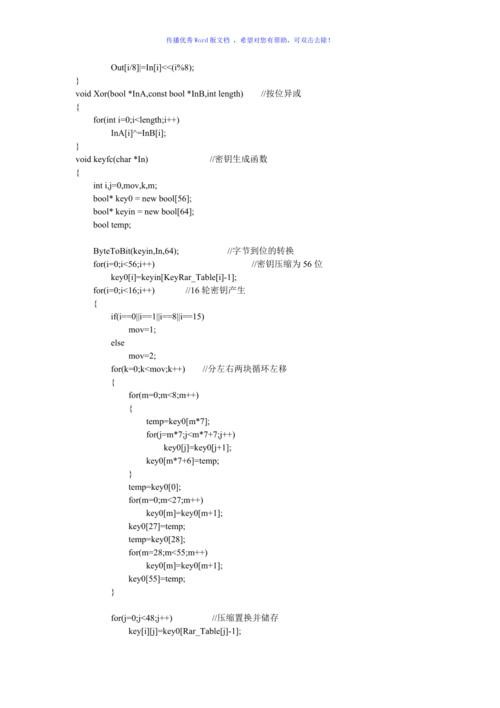 传播优秀 Word 版文档 ，希望对您有帮助，可双击去除！
Out[i/8]|=In[i]<<(i%8);
}
void Xor(bool *InA,const bool *InB,int length) //按位异或
{
for(int i=0;i<length;i++)
InA[i]^=InB[i];
}
void keyfc(char *In) //密钥生成函数
{
int i,j=0,mov,k,m;
bool* key0 = new bool[56];
bool* keyin = new bool[64];
bool temp;
ByteToBit(keyin,In,64); //字节到位的转换
for(i=0;i<56;i++) //密钥压缩为 56 位
key0[i]=keyin[KeyRar_Table[i]-1];
for(i=0;i<16;i++) //16 轮密钥产生
{
if(i==0||i==1||i==8||i==15)
mov=1;
else
mov=2;
for(k=0;k<mov;k++) //分左右两块循环左移
{
for(m=0;m<8;m++)
{
temp=key0[m*7];
for(j=m*7;j<m*7+7;j++)
key0[j]=key0[j+1];
key0[m*7+6]=temp;
}
temp=key0[0];
for(m=0;m<27;m++)
key0[m]=key0[m+1];
key0[27]=temp;
temp=key0[28];
for(m=28;m<55;m++)
key0[m]=key0[m+1];
key0[55]=temp;
}
for(j=0;j<48;j++) //压缩置换并储存
key[i][j]=key0[Rar_Table[j]-1];